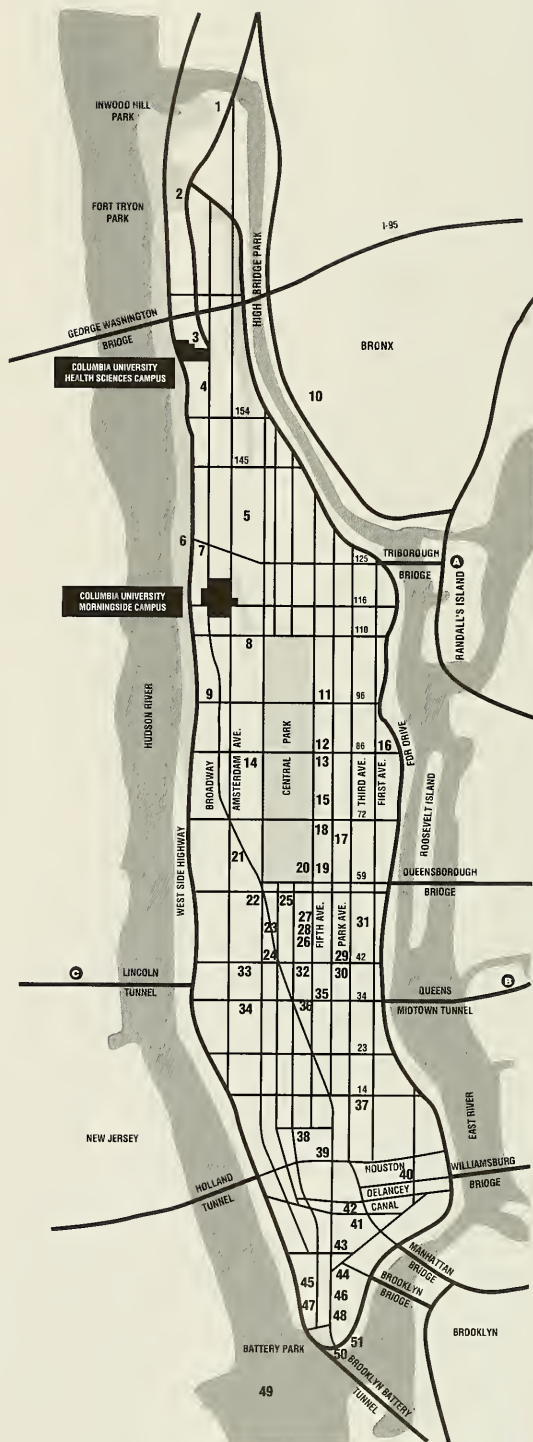 INWOOD HILL
PARK
1
2
FORT TRYON
PARK
HIGH BRIDGE PARK
I-95
GEORGE WASHINGTON
BRIDGE
3
BRONX
COLUMBIA UNIVERSITY
HEALTH SCIENCES CAMPUS
4
10
154
145
5
6
7
125
TRIBOROUGH
BRIDGE
A
RANDALL'S ISLAND
COLUMBIA UNIVERSITY
MORNINGSIDE CAMPUS
116
110
8
HUDSON RIVER
9
11
96
BROADWAY
AMSTERDAM AVE.
CENTRAL PARK
12
86
16
FDR DRIVE
14
13
THIRD AVE.
FIRST AVE.
15
72
ROOSEVELT ISLAND
18
17
WEST SIDE HIGHWAY
21
20
19
59
QUEENSBOROUGH
BRIDGE
22
25
23
27
28
26
FIFTH AVE.
PARK AVE.
31
24
29
42
C
LINCOLN
TUNNEL
33
32
30
B
QUEENS
MIDTOWN TUNNEL
35
34
34
36
23
14
37
EAST RIVER
NEW JERSEY
38
39
HOUSTON
40
WILLIAMSBURG
BRIDGE
HOLLAND
TUNNEL
DELANCEY
42
CANAL
41
43
MANHATTAN
BRIDGE
44
BROOKLYN
BRIDGE
45
46
47
48
BROOKLYN
51
BATTERY PARK
50
BROOKLYN BATTERY
TUNNEL
49